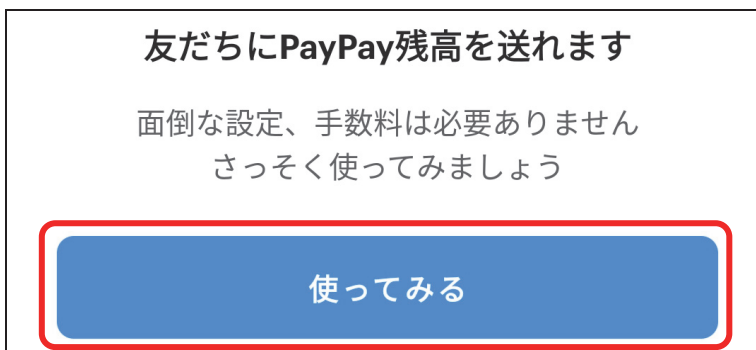 友だちにPayPay残高を送れます
面倒な設定、手数料は必要ありません
さっそく使ってみましょう
使ってみる